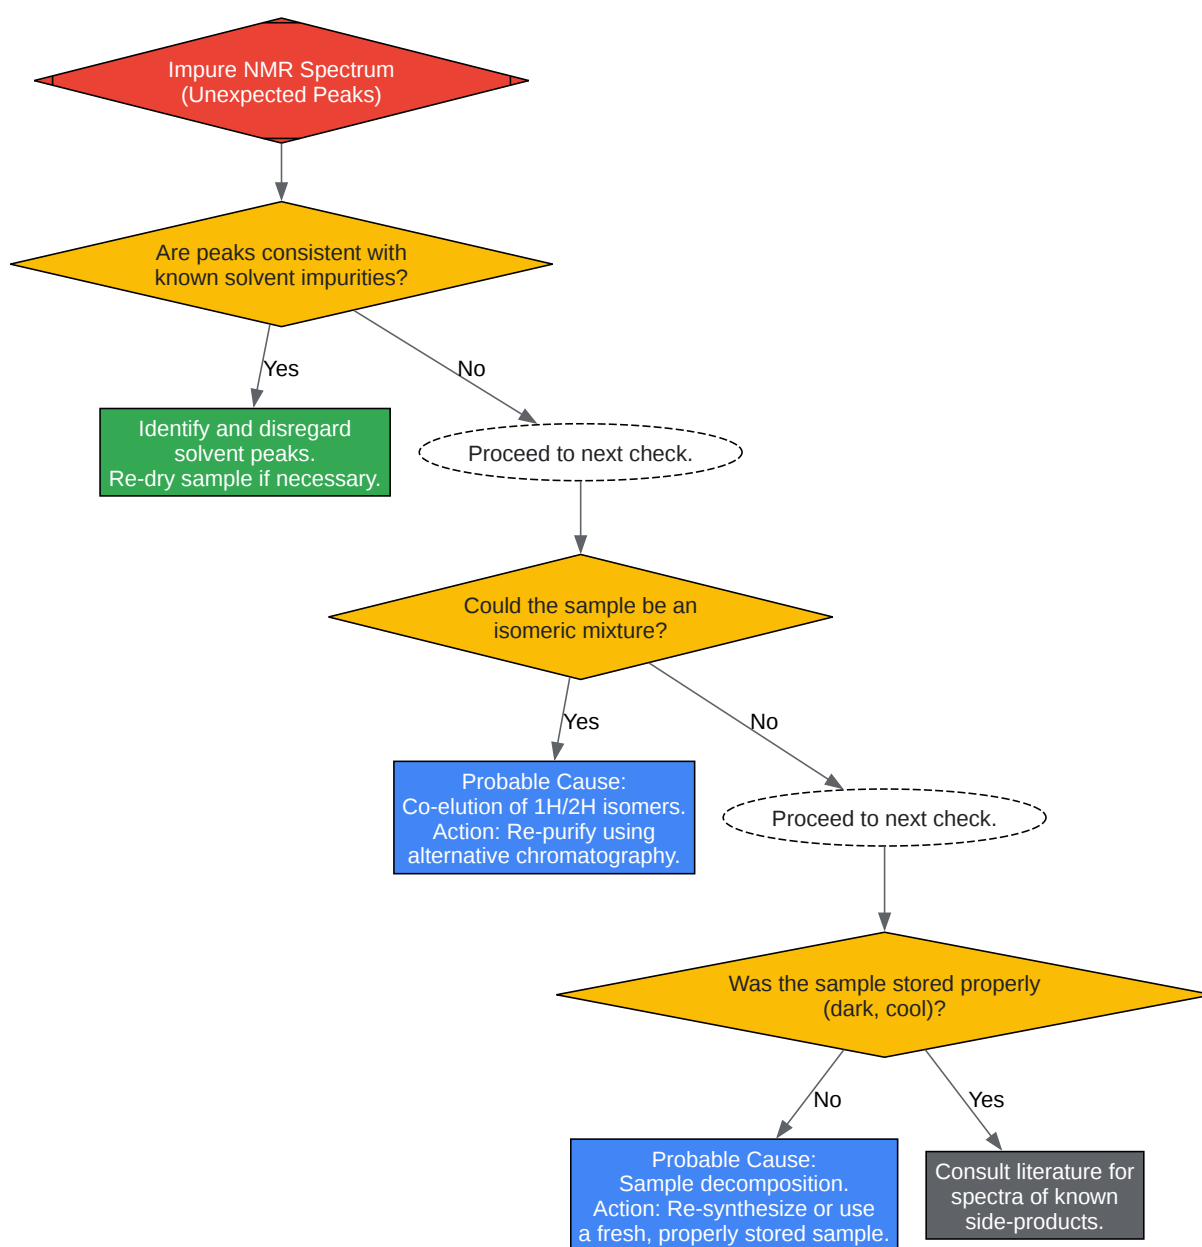 Impure NMR Spectrum
(Unexpected Peaks)
Are peaks consistent with
known solvent impurities?
Yes
No
Identify and disregard
solvent peaks.
Re-dry sample if necessary.
Proceed to next check.
Could the sample be an
isomeric mixture?
Yes
No
Probable Cause:
Co-elution of 1H/2H isomers.
Action: Re-purify using
alternative chromatography.
Proceed to next check.
Was the sample stored properly
(dark, cool)?
No
Yes
Probable Cause:
Sample decomposition.
Action: Re-synthesize or use
a fresh, properly stored sample.
Consult literature for
spectra of known
side-products.